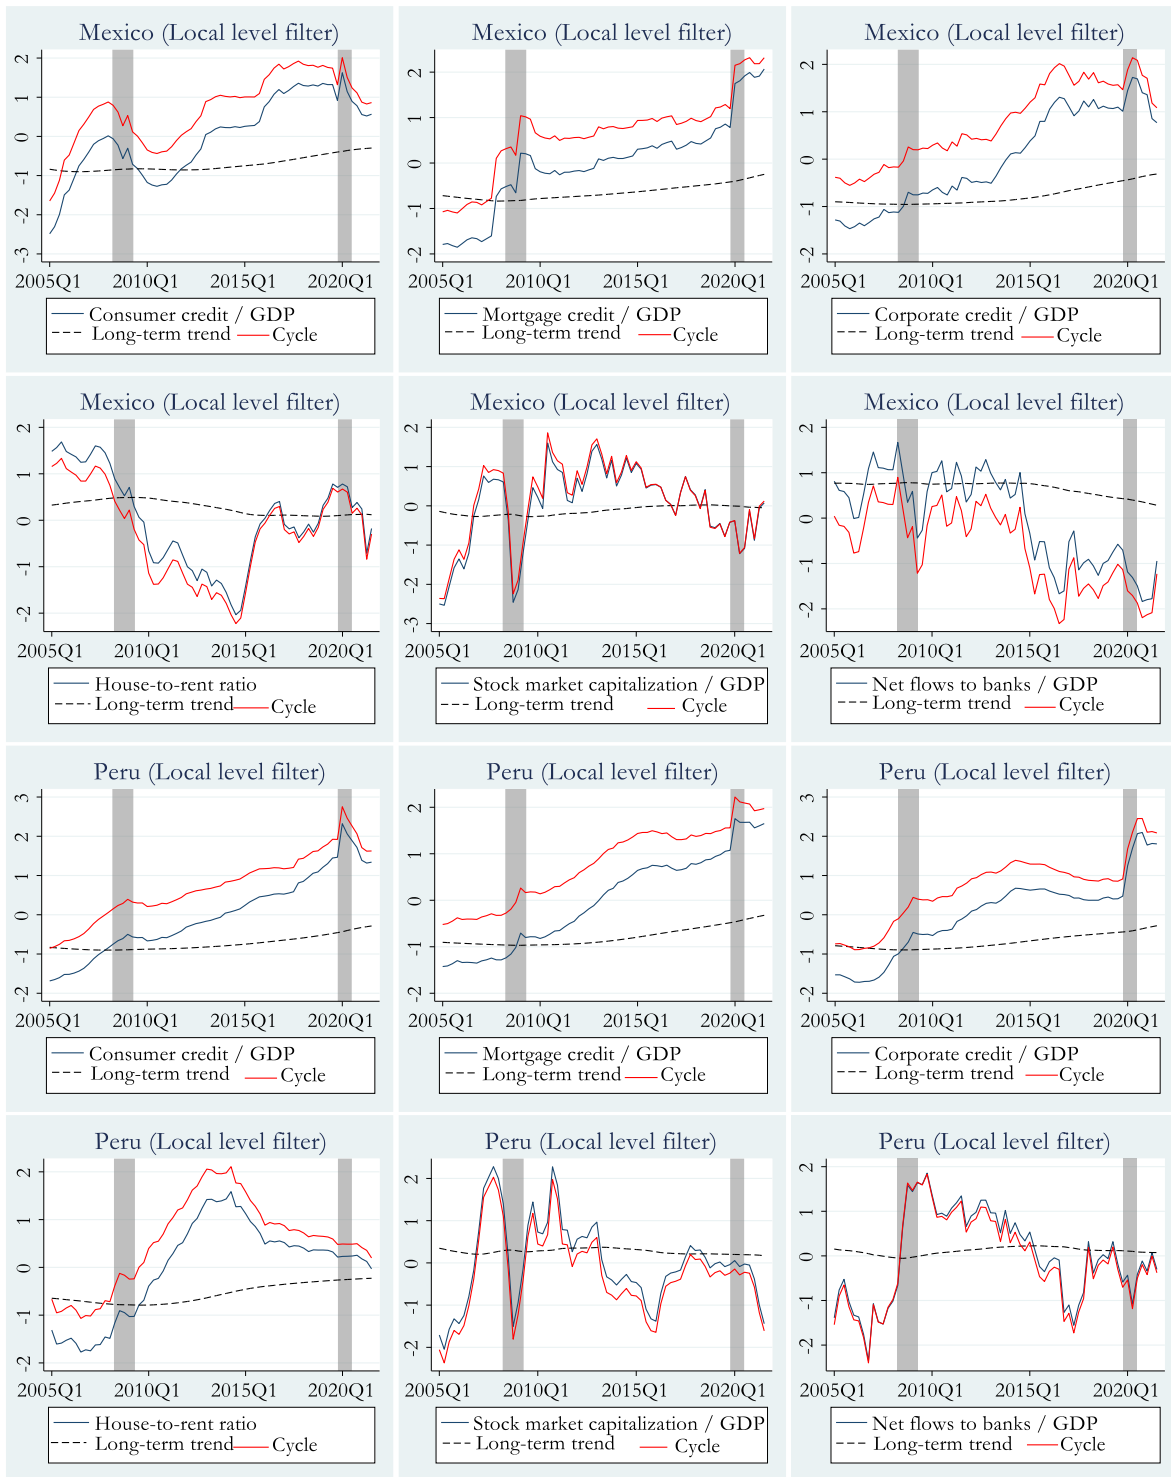 Mexico (Local level filter)
2
1
0
-1
-2
-3
2005Q1 2010Q1 2015Q1 2020Q1
Consumer credit / GDP
Long-term trend Cycle
Mexico (Local level filter)
2
1
0
-1
-2
2005Q1 2010Q1 2015Q1 2020Q1
Mortgage credit / GDP
Long-term trend Cycle
Mexico (Local level filter)
2
1
0
-1
-2
2005Q1 2010Q1 2015Q1 2020Q1
Corporate credit / GDP
Long-term trend Cycle
Mexico (Local level filter)
2
1
0
-1
-2
2005Q1 2010Q1 2015Q1 2020Q1
House-to-rent ratio
Long-term trend Cycle
Mexico (Local level filter)
2
1
0
-1
-2
-3
2005Q1 2010Q1 2015Q1 2020Q1
Stock market capitalization / GDP
Long-term trend Cycle
Mexico (Local level filter)
2
1
0
-1
-2
2005Q1 2010Q1 2015Q1 2020Q1
Net flows to banks / GDP
Long-term trend Cycle
Peru (Local level filter)
3
2
1
0
-1
-2
2005Q1 2010Q1 2015Q1 2020Q1
Consumer credit / GDP
Long-term trend Cycle
Peru (Local level filter)
2
1
0
-1
-2
2005Q1 2010Q1 2015Q1 2020Q1
Mortgage credit / GDP
Long-term trend Cycle
Peru (Local level filter)
3
2
1
0
-1
-2
2005Q1 2010Q1 2015Q1 2020Q1
Corporate credit / GDP
Long-term trend Cycle
Peru (Local level filter)
2
1
0
-1
-2
2005Q1 2010Q1 2015Q1 2020Q1
House-to-rent ratio
Long-term trend Cycle
Peru (Local level filter)
2
1
0
-1
-2
2005Q1 2010Q1 2015Q1 2020Q1
Stock market capitalization / GDP
Long-term trend Cycle
Peru (Local level filter)
2
1
0
-1
-2
2005Q1 2010Q1 2015Q1 2020Q1
Net flows to banks / GDP
Long-term trend Cycle